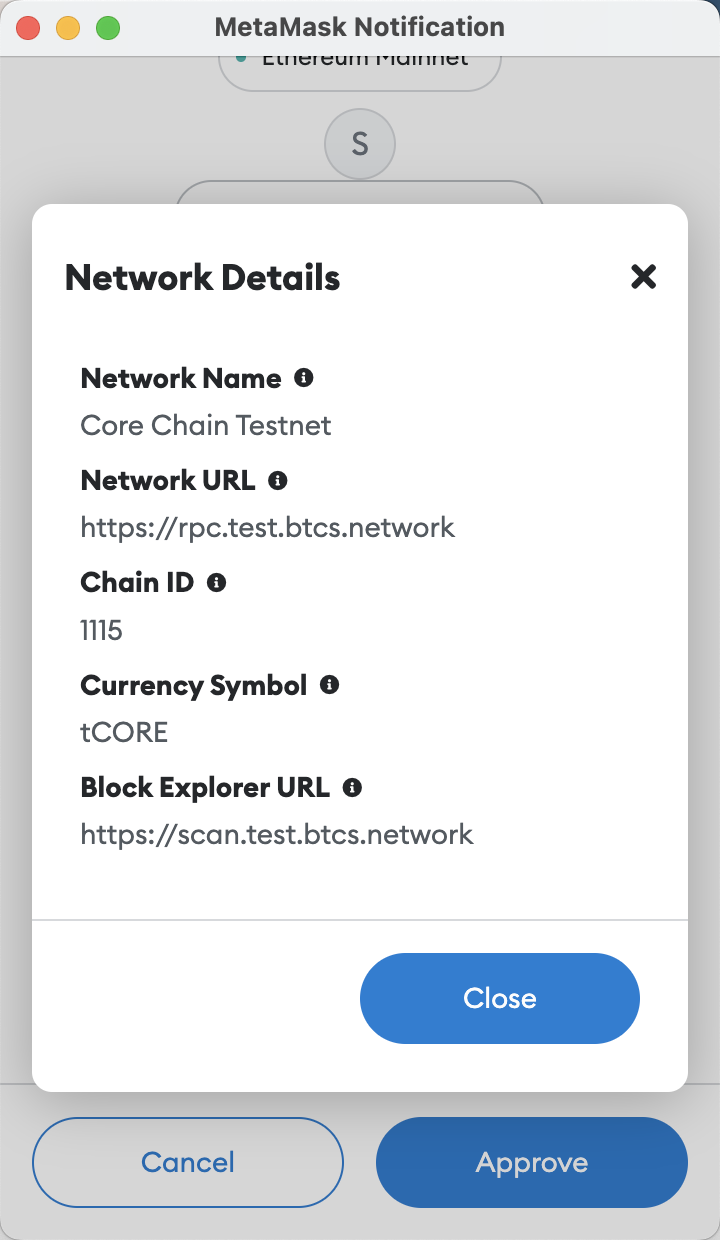 MetaMask Notification
Ethereum Mainnet
S
Network Details
Network Name
Core Chain Testnet
Network URL
https://rpc.test.btcs.network
Chain ID
1115
Currency Symbol
tCORE
Block Explorer URL
https://scan.test.btcs.network
Close
Cancel
Approve